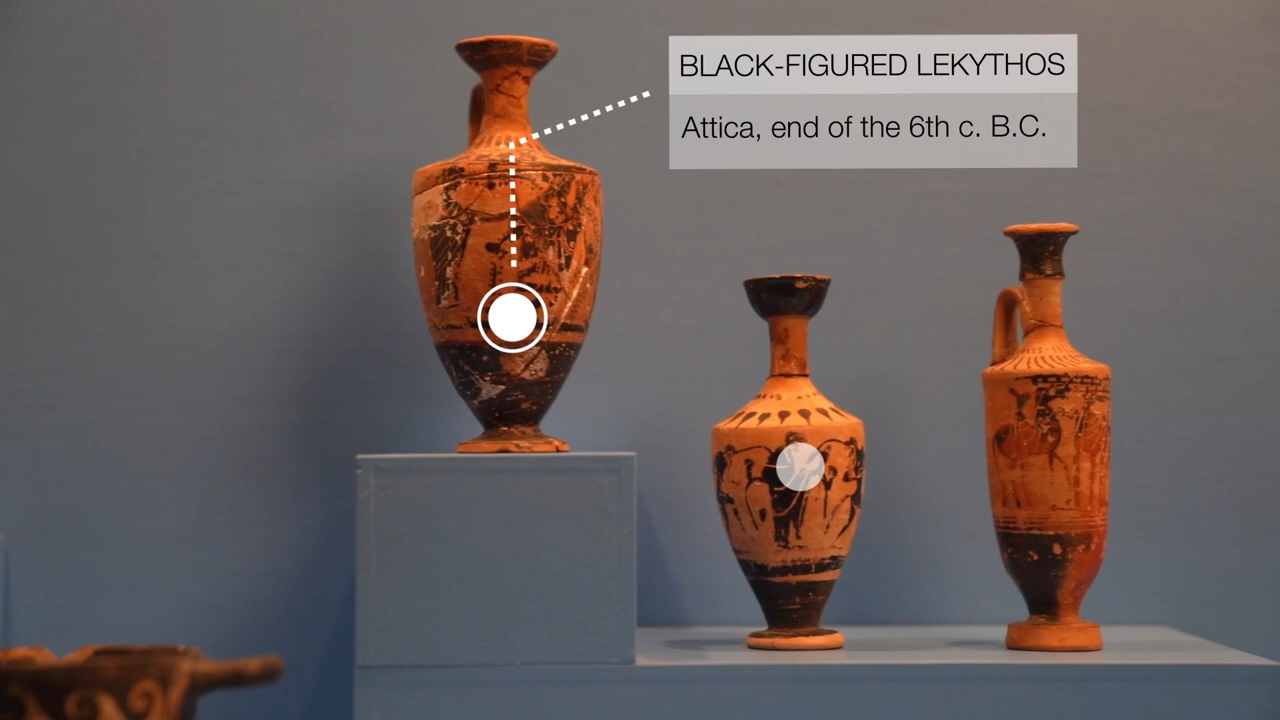 BLACK-FIGURED LEKYTHOS
Attica, end of the 6th c. B.C.